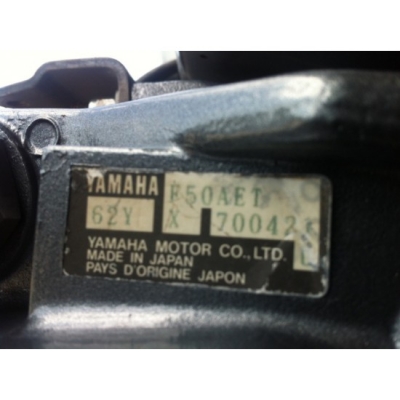 YAMAHA F50AET
62Y X 70042
YAMAHA MOTOR CO., LTD.
MADE IN JAPAN
PAYS D'ORIGINE JAPON
L